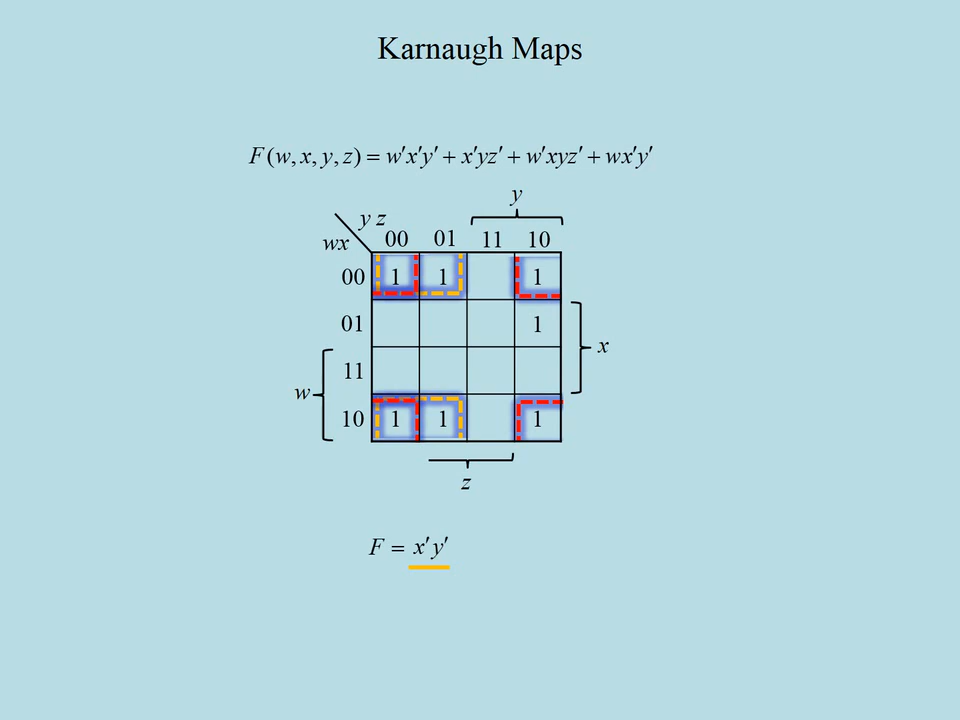 Karnaugh Maps
F(w, x, y, z) = w′x′y′ + x′yz′ + w′xyz′ + wx′y′
y
y z
wx
00 01 11 10
00 1 1 1
01 1
x
11
w
10 1 1 1
z
F = x′y′